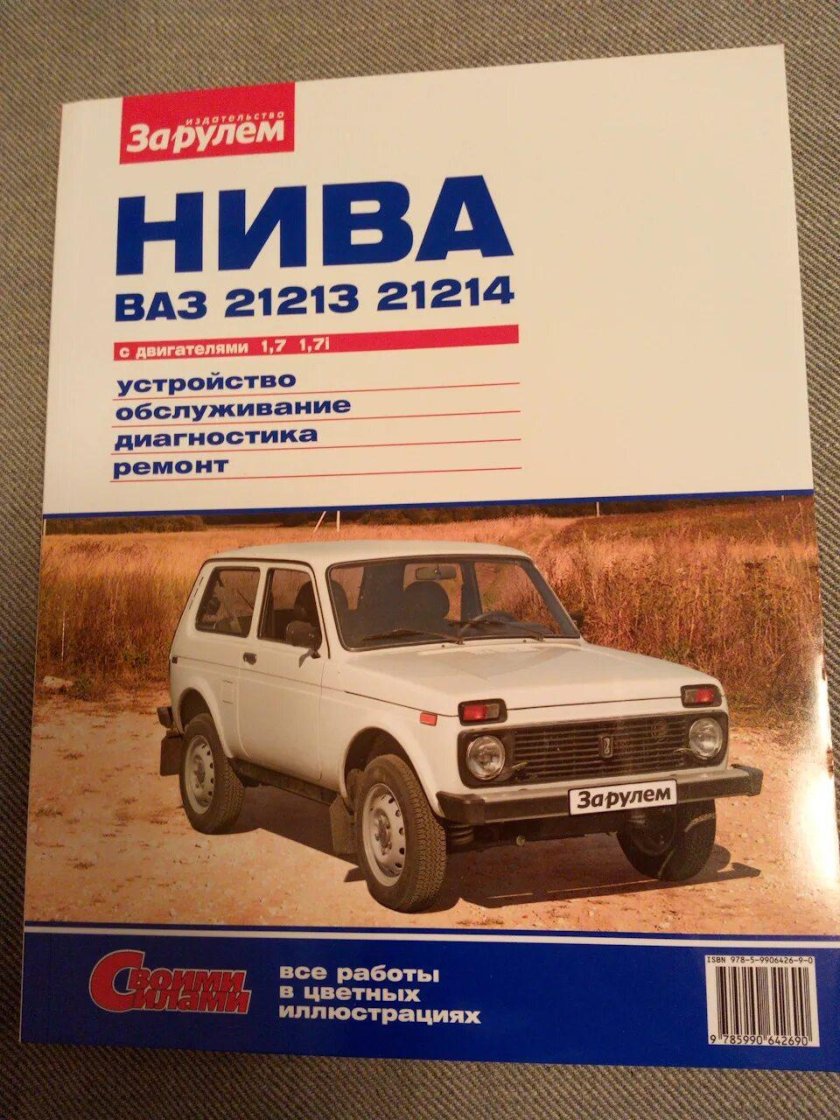 издательство
За рулем
НИВА
ВАЗ 21213 21214
с двигателями 1,7 1,7i
устройство
обслуживание
диагностика
ремонт
За рулем
Своими
силами
все работы
в цветных
иллюстрациях
ISBN 978-5-9906426-9-0
9 785990 642690